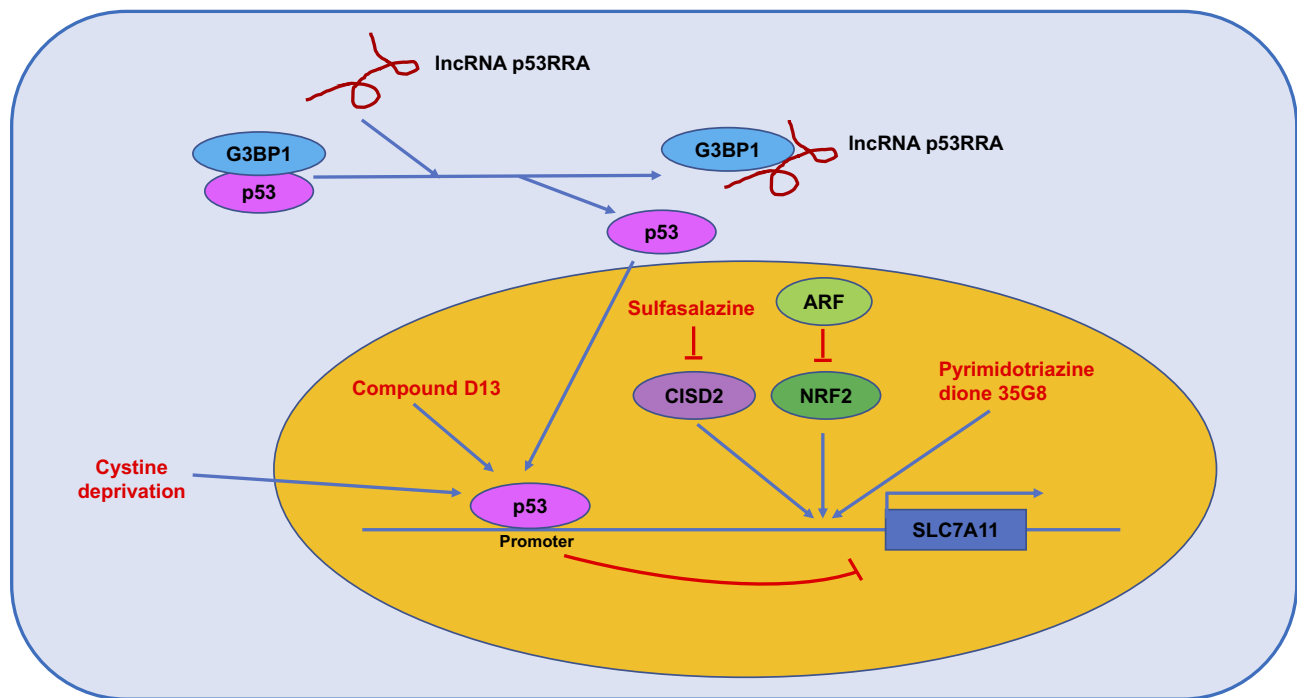 lncRNA p53RRA
G3BP1
p53
G3BP1
lncRNA p53RRA
p53
Sulfasalazine
ARF
Compound D13
CISD2
NRF2
Pyrimidotriazine
dione 35G8
Cystine
deprivation
p53
Promoter
SLC7A11